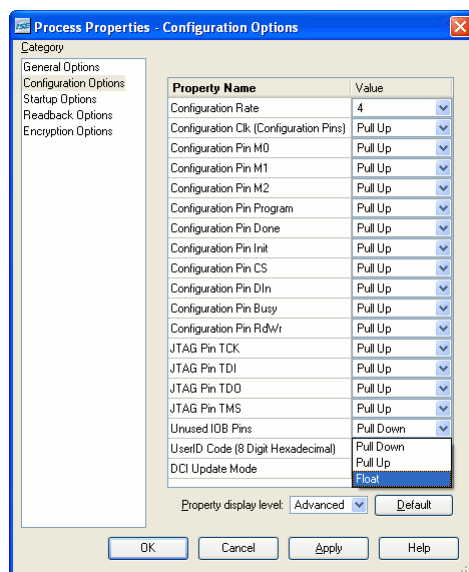 ISE Process Properties - Configuration Options
Category
General Options
Configuration Options
Startup Options
Readback Options
Encryption Options
Property Name Value
Configuration Rate 4
Configuration Clk (Configuration Pins) Pull Up
Configuration Pin M0 Pull Up
Configuration Pin M1 Pull Up
Configuration Pin M2 Pull Up
Configuration Pin Program Pull Up
Configuration Pin Done Pull Up
Configuration Pin Init Pull Up
Configuration Pin CS Pull Up
Configuration Pin DIn Pull Up
Configuration Pin Busy Pull Up
Configuration Pin RdWr Pull Up
JTAG Pin TCK Pull Up
JTAG Pin TDI Pull Up
JTAG Pin TDO Pull Up
JTAG Pin TMS Pull Up
Unused IOB Pins Pull Down
UserID Code (8 Digit Hexadecimal) Pull Down
Pull Up
DCI Update Mode Float
Property display level: Advanced Default
OK Cancel Apply Help